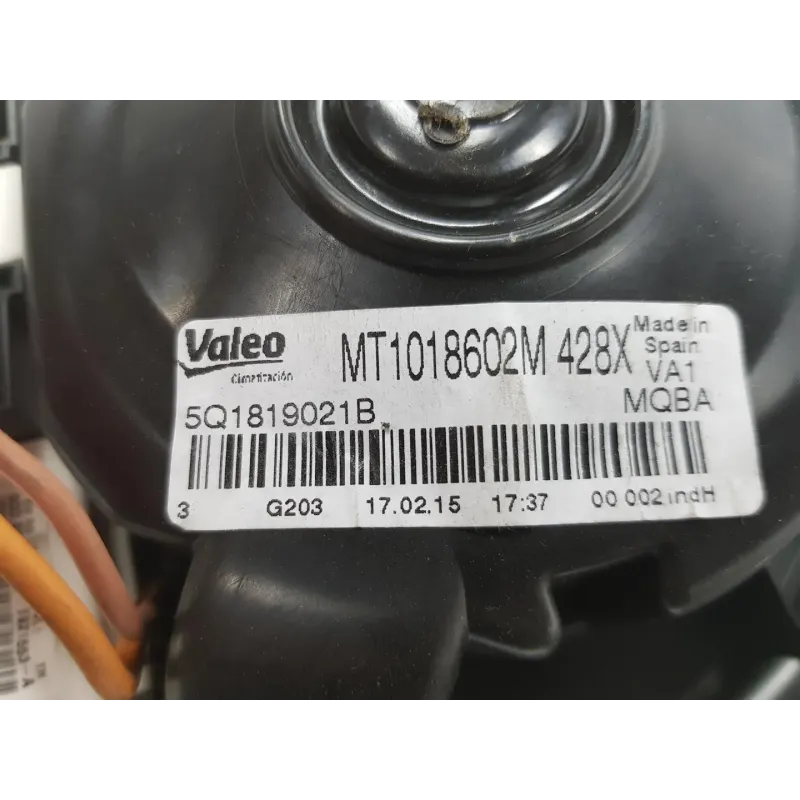 Valeo
Climatización
MT1018602M 428X
Made in
Spain
VA1
5Q1819021B
MQBA
3 G203 17.02.15 17:37 00 002 indH